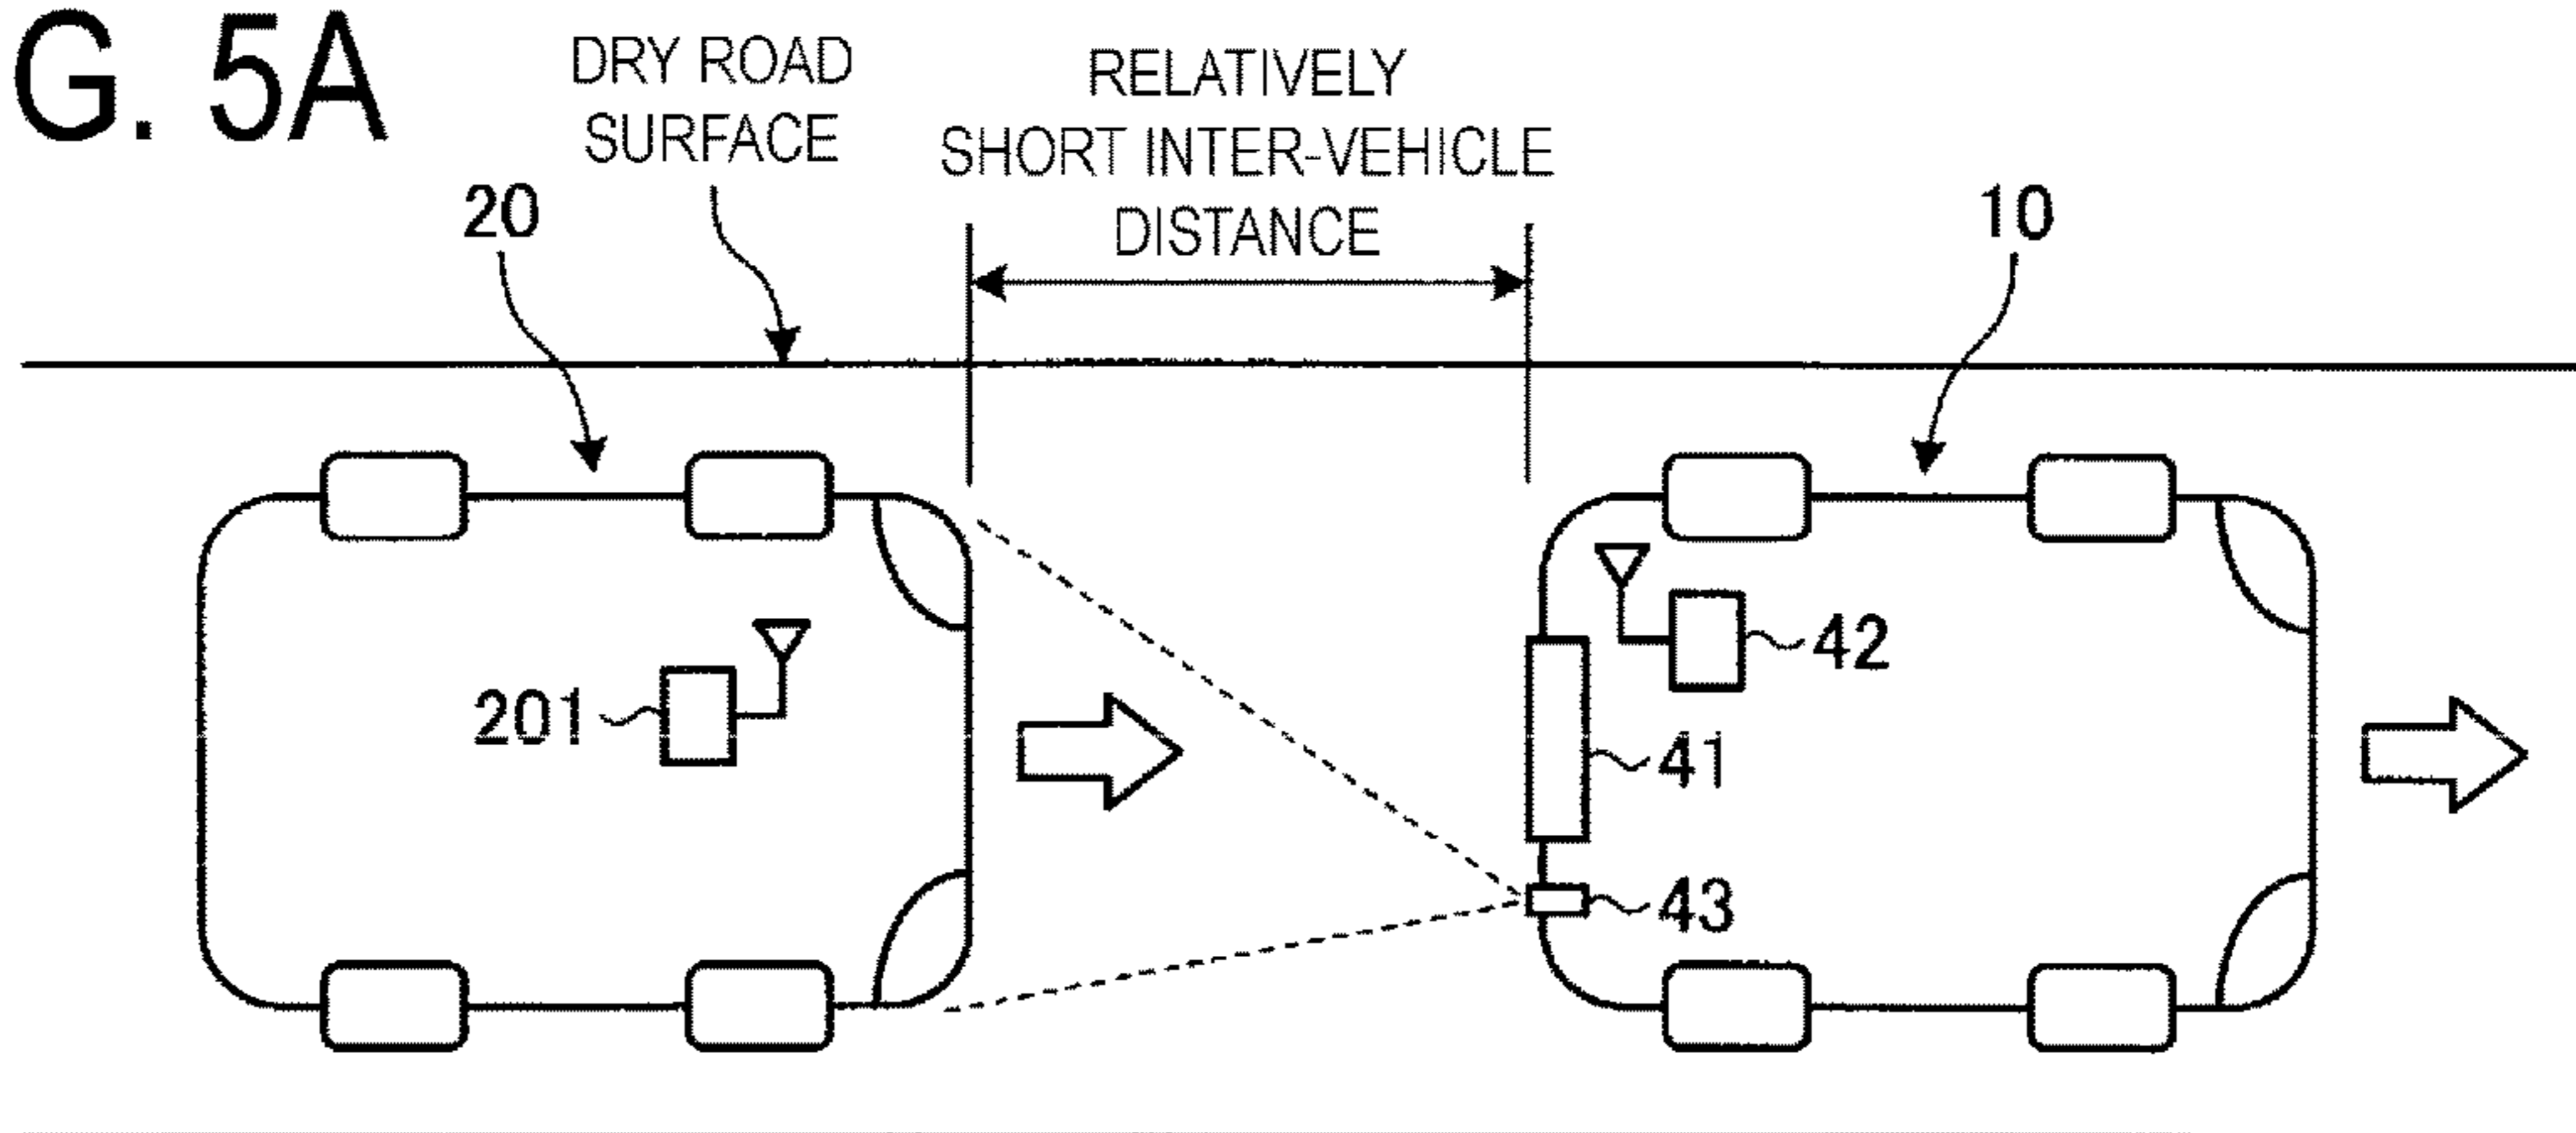 G. 5A
DRY ROAD
SURFACE
RELATIVELY
SHORT INTER-VEHICLE
DISTANCE
20
10
42
201
41
43